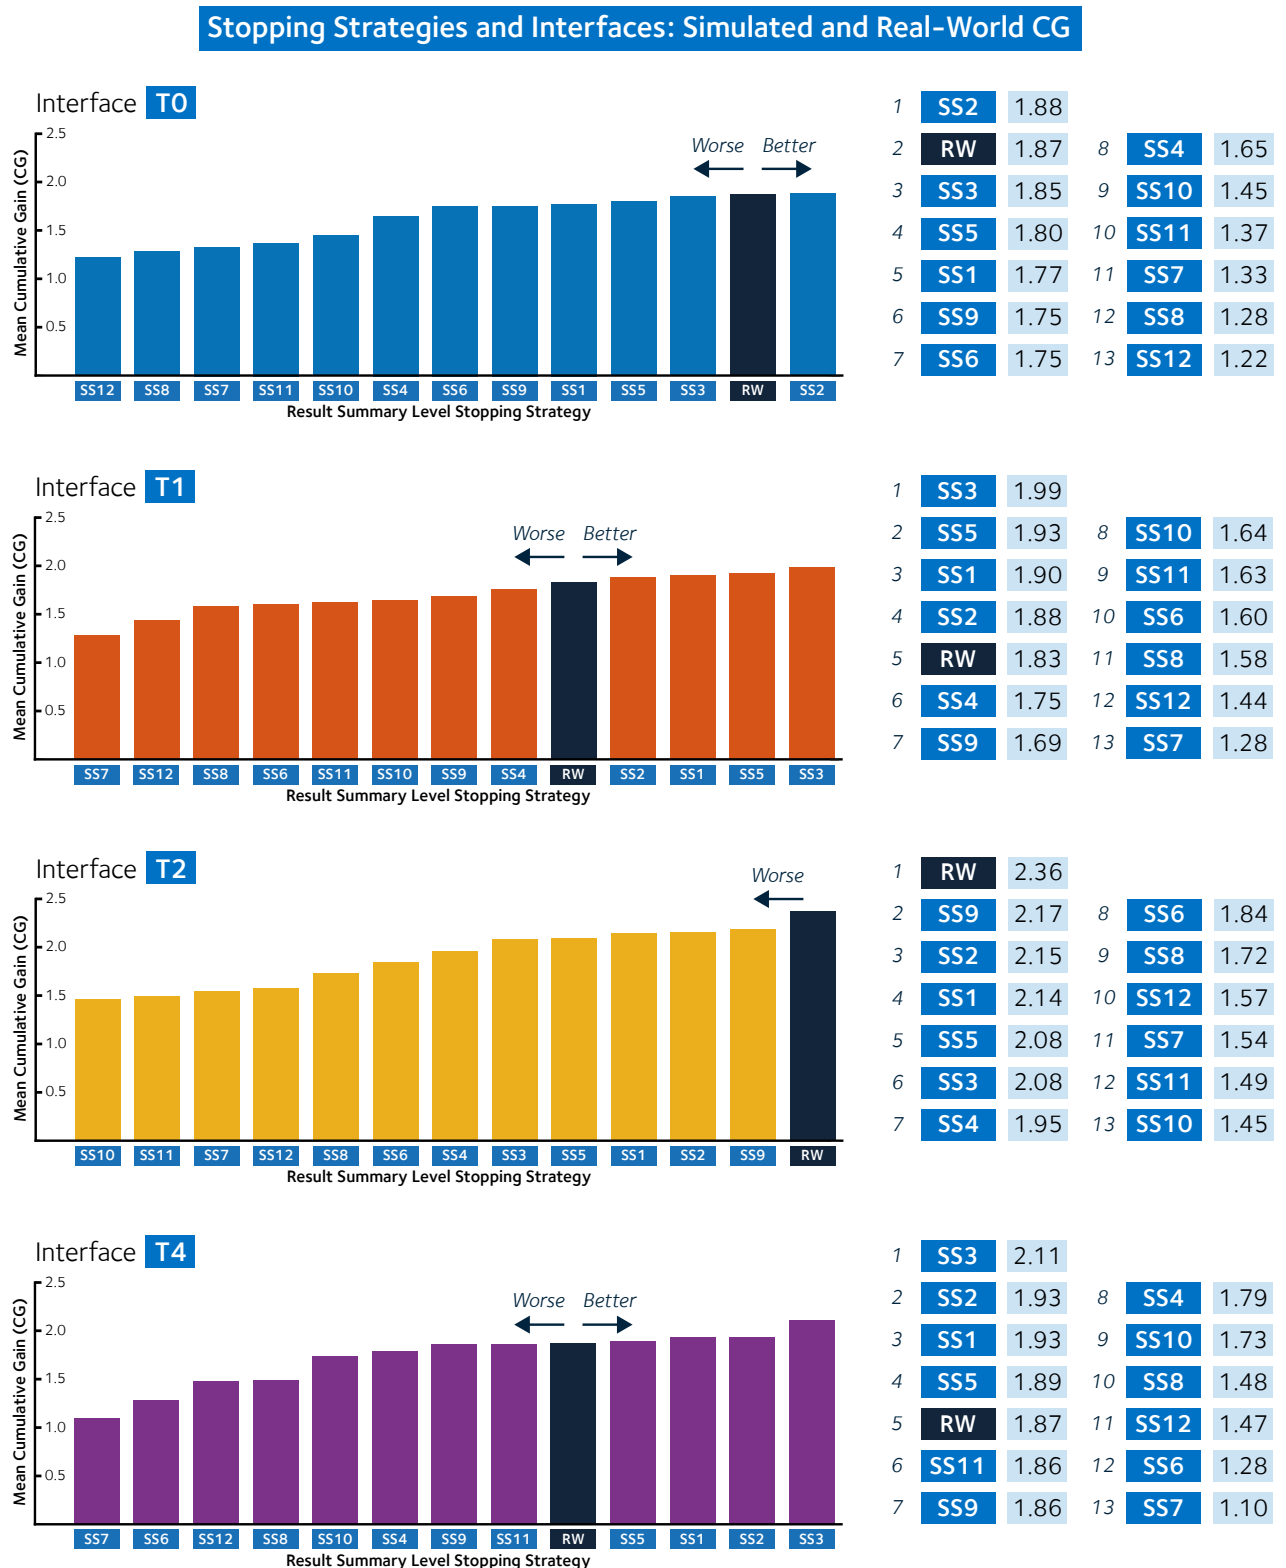 Stopping Strategies and Interfaces: Simulated and Real-World CG
Interface T0
Mean Cumulative Gain (CG)
2.5
2.0
1.5
1.0
0.5
Worse Better
SS12 SS8 SS7 SS11 SS10 SS4 SS6 SS9 SS1 SS5 SS3 RW SS2
Result Summary Level Stopping Strategy
1 SS2 1.88
2 RW 1.87 8 SS4 1.65
3 SS3 1.85 9 SS10 1.45
4 SS5 1.80 10 SS11 1.37
5 SS1 1.77 11 SS7 1.33
6 SS9 1.75 12 SS8 1.28
7 SS6 1.75 13 SS12 1.22
Interface T1
Mean Cumulative Gain (CG)
2.5
2.0
1.5
1.0
0.5
Worse Better
SS7 SS12 SS8 SS6 SS11 SS10 SS9 SS4 RW SS2 SS1 SS5 SS3
Result Summary Level Stopping Strategy
1 SS3 1.99
2 SS5 1.93 8 SS10 1.64
3 SS1 1.90 9 SS11 1.63
4 SS2 1.88 10 SS6 1.60
5 RW 1.83 11 SS8 1.58
6 SS4 1.75 12 SS12 1.44
7 SS9 1.69 13 SS7 1.28
Interface T2
Mean Cumulative Gain (CG)
2.5
2.0
1.5
1.0
0.5
Worse
SS10 SS11 SS7 SS12 SS8 SS6 SS4 SS3 SS5 SS1 SS2 SS9 RW
Result Summary Level Stopping Strategy
1 RW 2.36
2 SS9 2.17 8 SS6 1.84
3 SS2 2.15 9 SS8 1.72
4 SS1 2.14 10 SS12 1.57
5 SS5 2.08 11 SS7 1.54
6 SS3 2.08 12 SS11 1.49
7 SS4 1.95 13 SS10 1.45
Interface T4
Mean Cumulative Gain (CG)
2.5
2.0
1.5
1.0
0.5
Worse Better
SS7 SS6 SS12 SS8 SS10 SS4 SS9 SS11 RW SS5 SS1 SS2 SS3
Result Summary Level Stopping Strategy
1 SS3 2.11
2 SS2 1.93 8 SS4 1.79
3 SS1 1.93 9 SS10 1.73
4 SS5 1.89 10 SS8 1.48
5 RW 1.87 11 SS12 1.47
6 SS11 1.86 12 SS6 1.28
7 SS9 1.86 13 SS7 1.10